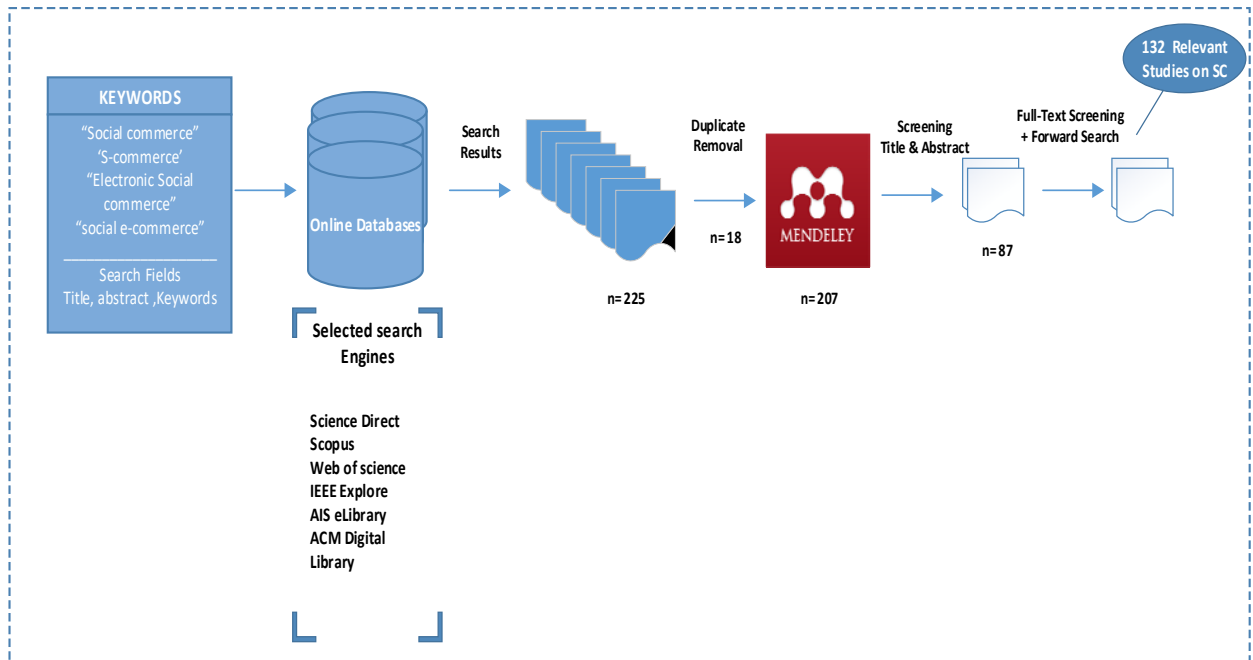 KEYWORDS
“Social commerce”
‘S-commerce’
“Electronic Social
commerce”
“social e-commerce”
Search Fields
Title, abstract ,Keywords
Online Databases
Selected search
Engines
Science Direct
Scopus
Web of science
IEEE Explore
AIS eLibrary
ACM Digital
Library
Search
Results
n= 225
Duplicate
Removal
n= 18
MENDELEY
n= 207
Screening
Title & Abstract
n= 87
Full-Text Screening
+ Forward Search
132 Relevant
Studies on SC